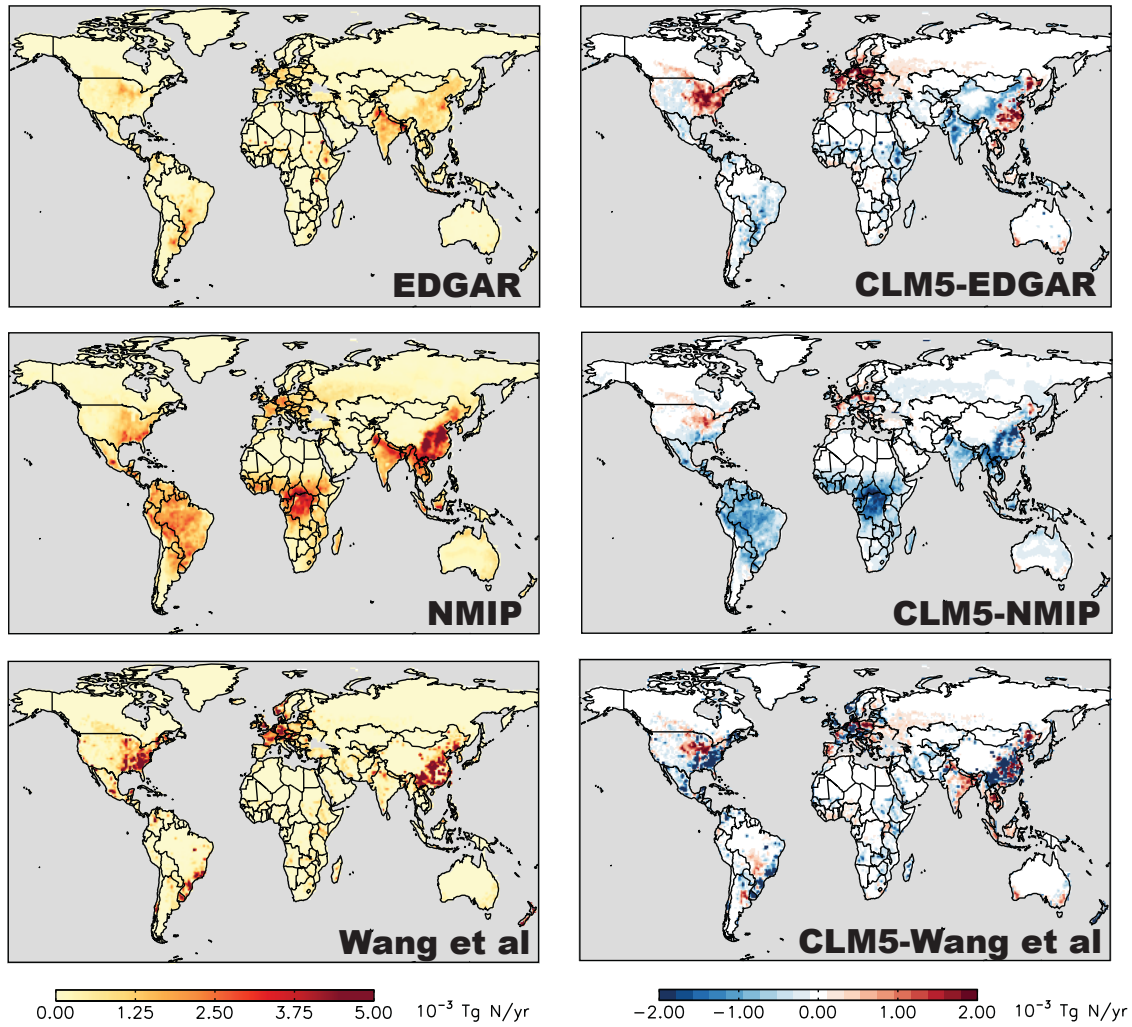 EDGAR
CLM5-EDGAR
NMIP
CLM5-NMIP
Wang et al
CLM5-Wang et al
0.00 1.25 2.50 3.75 5.00 10⁻³ Tg N/yr
-2.00 -1.00 0.00 1.00 2.00 10⁻³ Tg N/yr